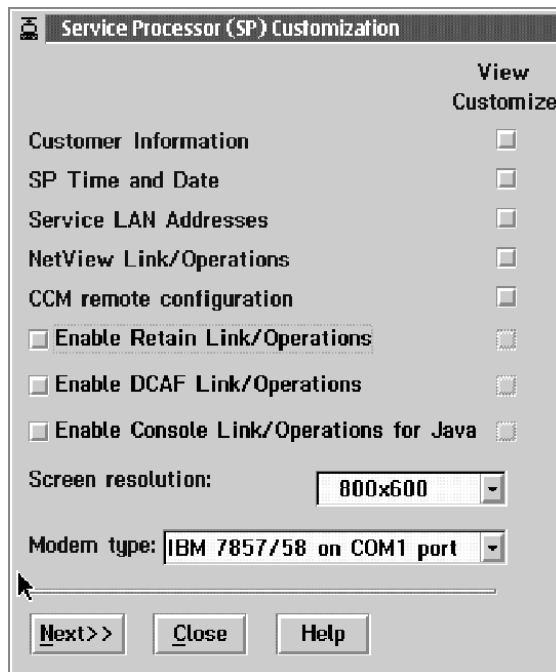 Service Processor (SP) Customization
View
Customize
Customer Information
SP Time and Date
Service LAN Addresses
NetView Link/Operations
CCM remote configuration
Enable Retain Link/Operations
Enable DCAF Link/Operations
Enable Console Link/Operations for Java
Screen resolution: 800x600
Modem type: IBM 7857/58 on COM1 port
Next>> Close Help